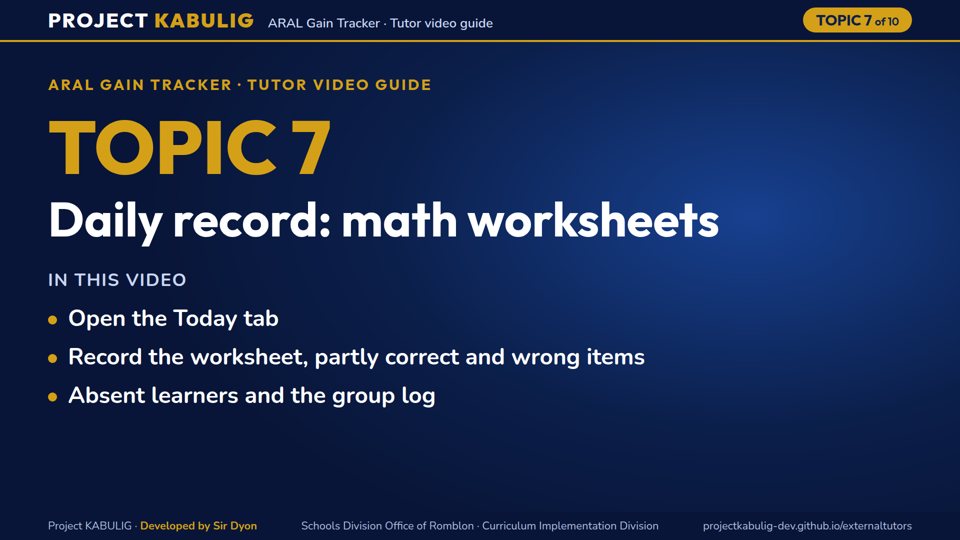 PROJECT KABULIG ARAL Gain Tracker · Tutor video guide TOPIC 7 of 10
ARAL GAIN TRACKER · TUTOR VIDEO GUIDE
TOPIC 7
Daily record: math worksheets
IN THIS VIDEO
Open the Today tab
Record the worksheet, partly correct and wrong items
Absent learners and the group log
Project KABULIG · Developed by Sir Dyon Schools Division Office of Romblon · Curriculum Implementation Division projectkabulig-dev.github.io/externaltutors